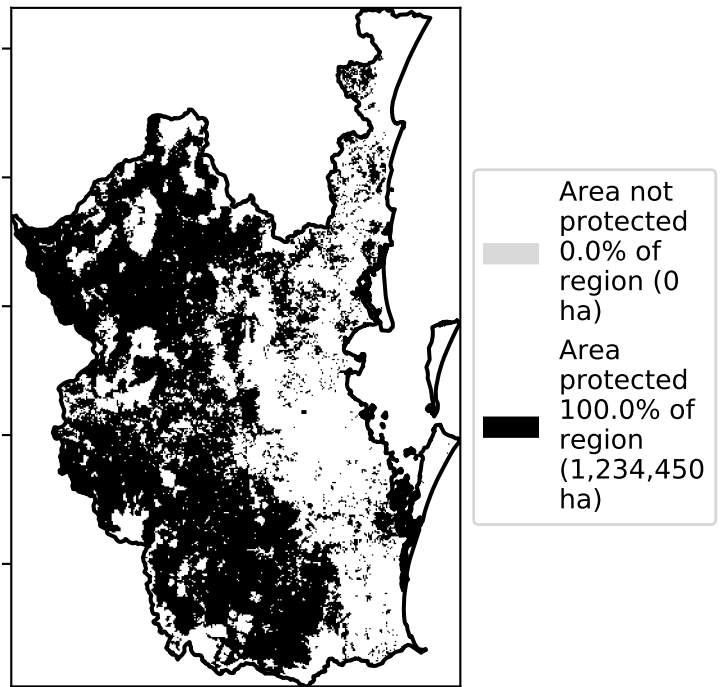 Area not
protected
0.0% of
region (0
ha)
Area
protected
100.0% of
region
(1,234,450
ha)